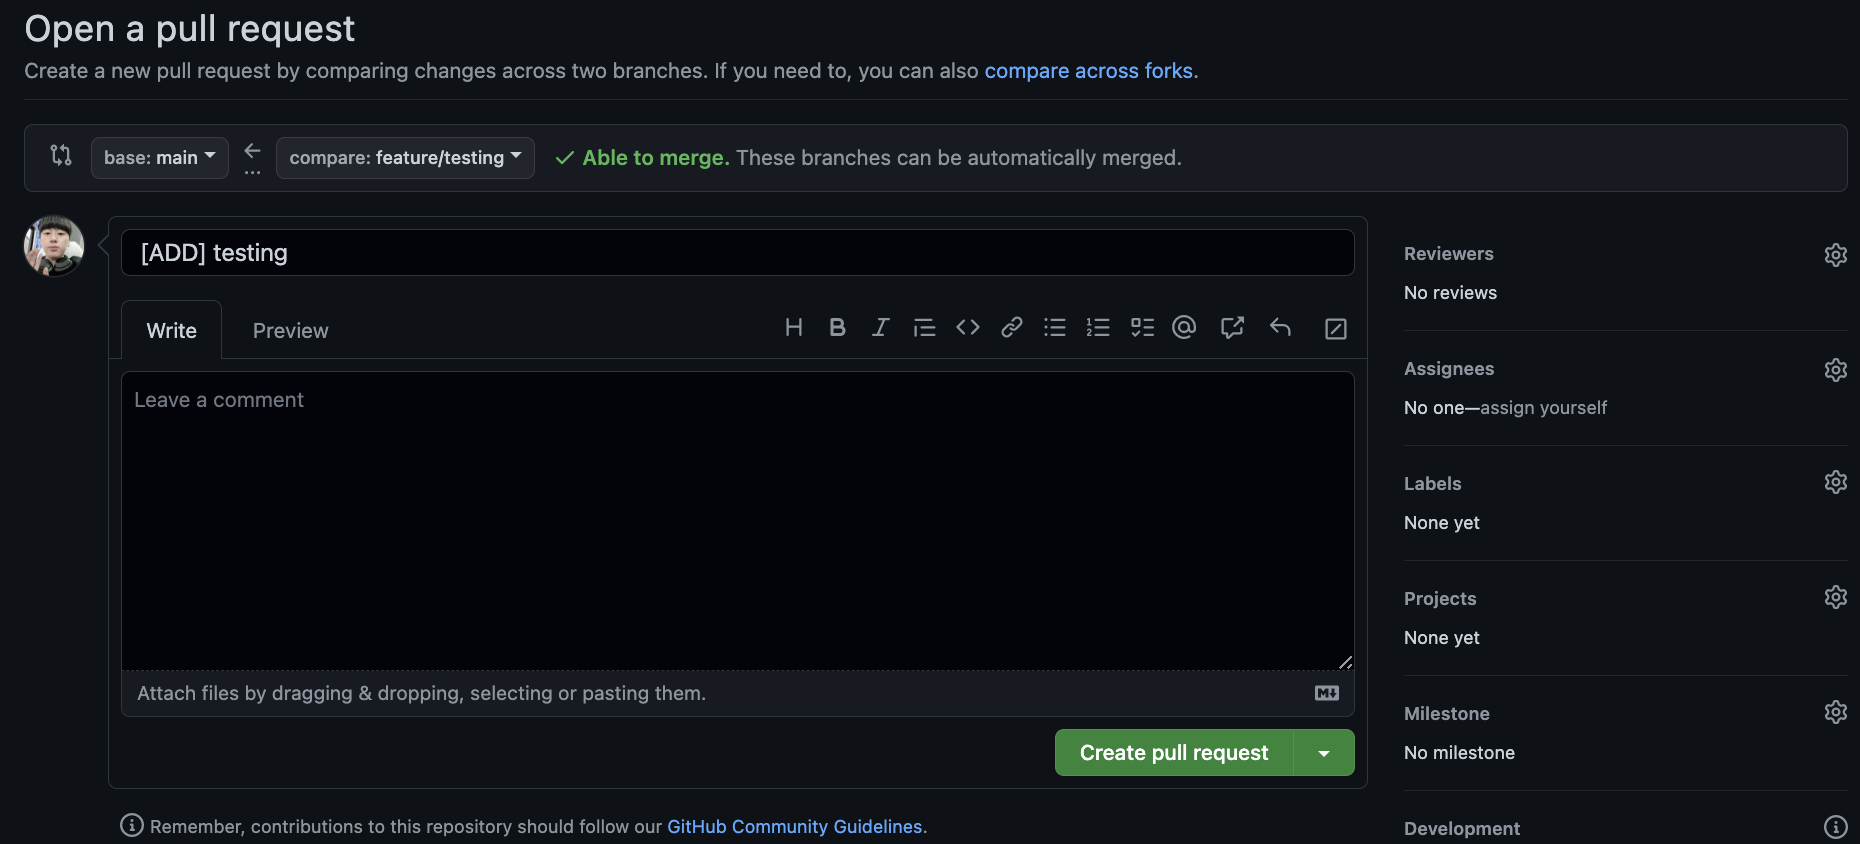 Open a pull request
Create a new pull request by comparing changes across two branches. If you need to, you can also compare across forks.
base: main
...
compare: feature/testing
Able to merge. These branches can be automatically merged.
[ADD] testing
Write
Preview
H B I
Leave a comment
Attach files by dragging & dropping, selecting or pasting them.
Create pull request
Remember, contributions to this repository should follow our GitHub Community Guidelines.
Reviewers
No reviews
Assignees
No one—assign yourself
Labels
None yet
Projects
None yet
Milestone
No milestone
Development